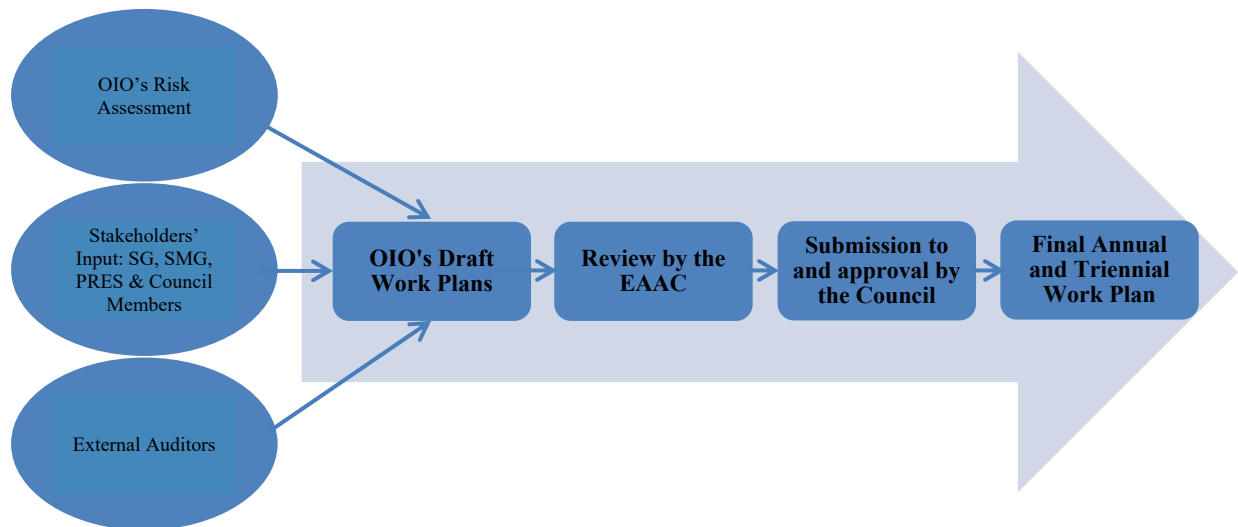 OIO’s Risk
Assessment
Stakeholders’
Input: SG, SMG,
PRES & Council
Members
External Auditors
OIO's Draft
Work Plans
Review by the
EAAC
Submission to
and approval by
the Council
Final Annual
and Triennial
Work Plan